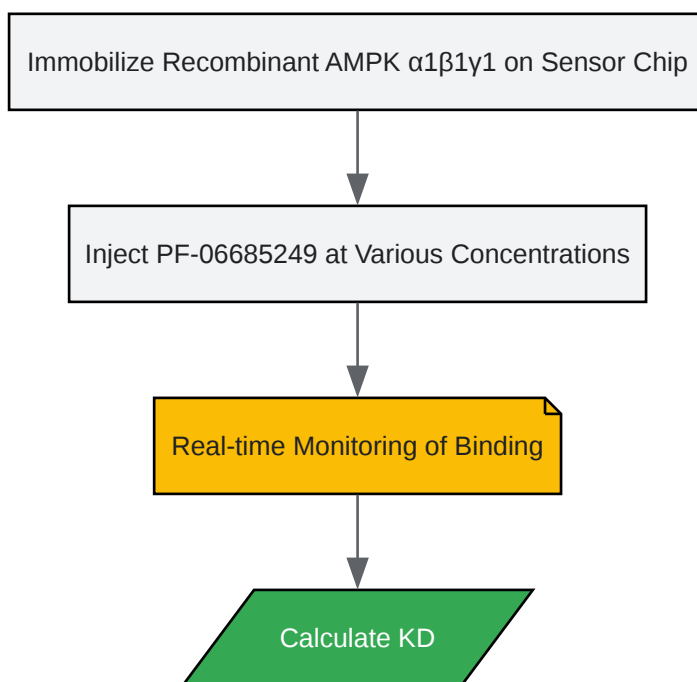 Immobilize Recombinant AMPK α1β1γ1 on Sensor Chip
Inject PF-06685249 at Various Concentrations
Real-time Monitoring of Binding
Calculate KD